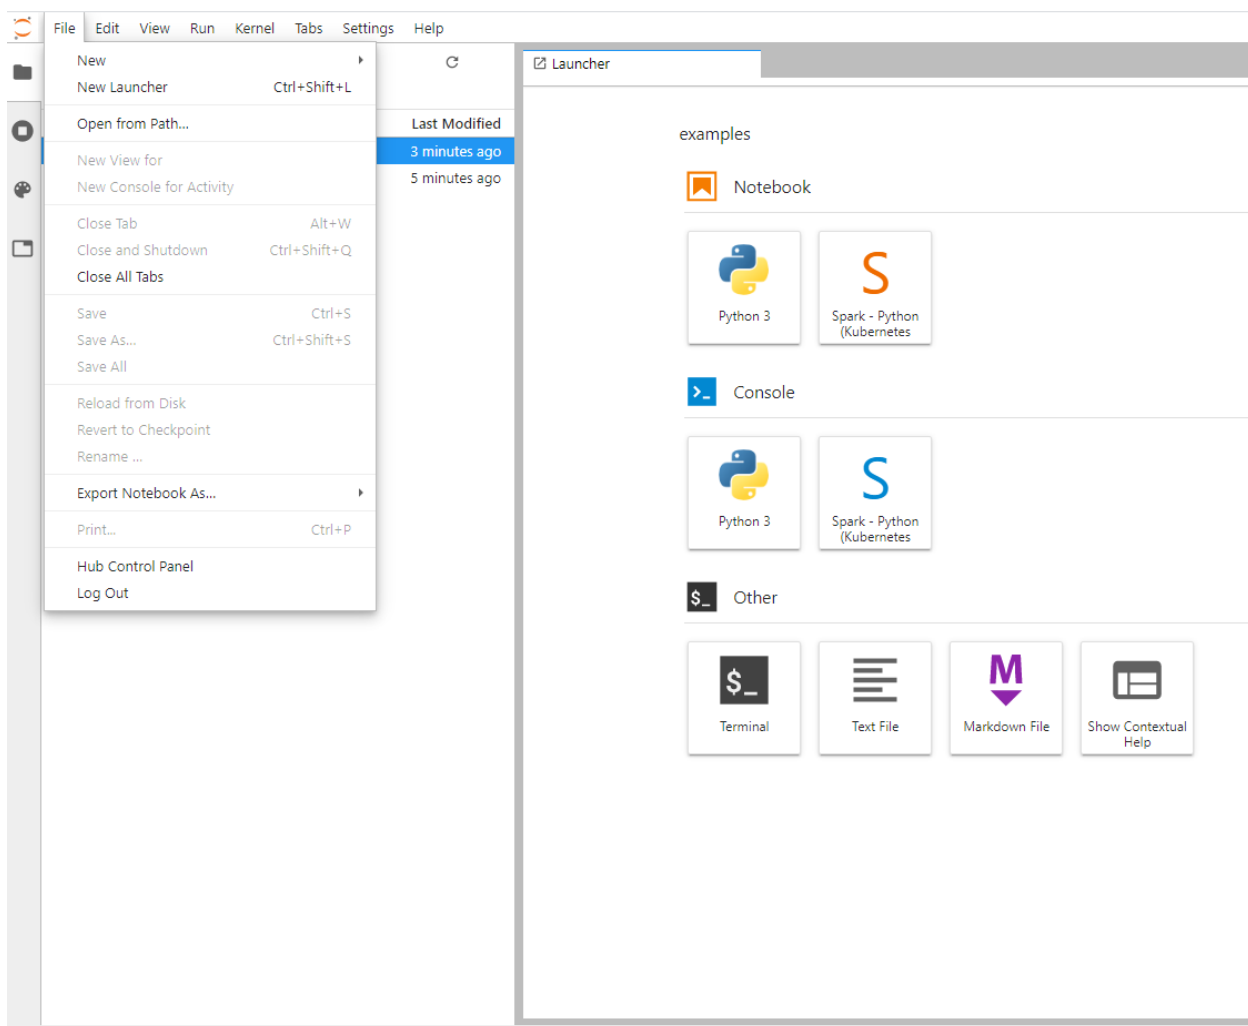 File Edit View Run Kernel Tabs Settings Help
New
New Launcher Ctrl+Shift+L
Open from Path...
New View for
New Console for Activity
Close Tab Alt+W
Close and Shutdown Ctrl+Shift+Q
Close All Tabs
Save Ctrl+S
Save As... Ctrl+Shift+S
Save All
Reload from Disk
Revert to Checkpoint
Rename ...
Export Notebook As...
Print... Ctrl+P
Hub Control Panel
Log Out
Last Modified
3 minutes ago
5 minutes ago
Launcher
examples
Notebook
Python 3
Spark - Python
(Kubernetes
Console
Python 3
Spark - Python
(Kubernetes
$_ Other
$_
Terminal
Text File
M
Markdown File
Show Contextual
Help